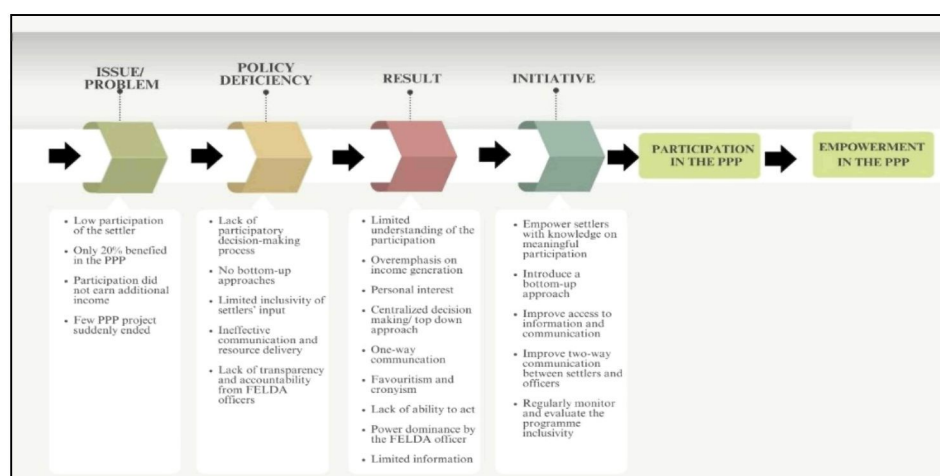 ISSUE/
PROBLEM
POLICY
DEFICIENCY
RESULT
INITIATIVE
PARTICIPATION
IN THE PPP
EMPOWERMENT
IN THE PPP
• Low participation
of the settler
• Only 20% benefied
in the PPP
• Participation did
not earn additional
income
• Few PPP project
suddenly ended
• Lack of
participatory
decision-making
process
• No bottom-up
approaches
• Limited inclusivity of
settlers' input
• Ineffective
communication and
resource delivery
• Lack of transparency
and accountability
from FELDA
officers
• Limited
understanding of the
participation
• Overemphasis on
income generation
• Personal interest
• Centralized decision
making/ top down
approach
• One-way
communcation
• Favouritism and
cronyism
• Lack of ability to act
• Power dominance by
the FELDA officer
• Limited information
• Empower settlers
with knowledge on
meaningful
participation
• Introduce a
bottom-up
approach
• Improve access to
information and
communication
• Improve two-way
communication
between settlers and
officers
• Regularly monitor
and evaluate the
programme
inclusivity